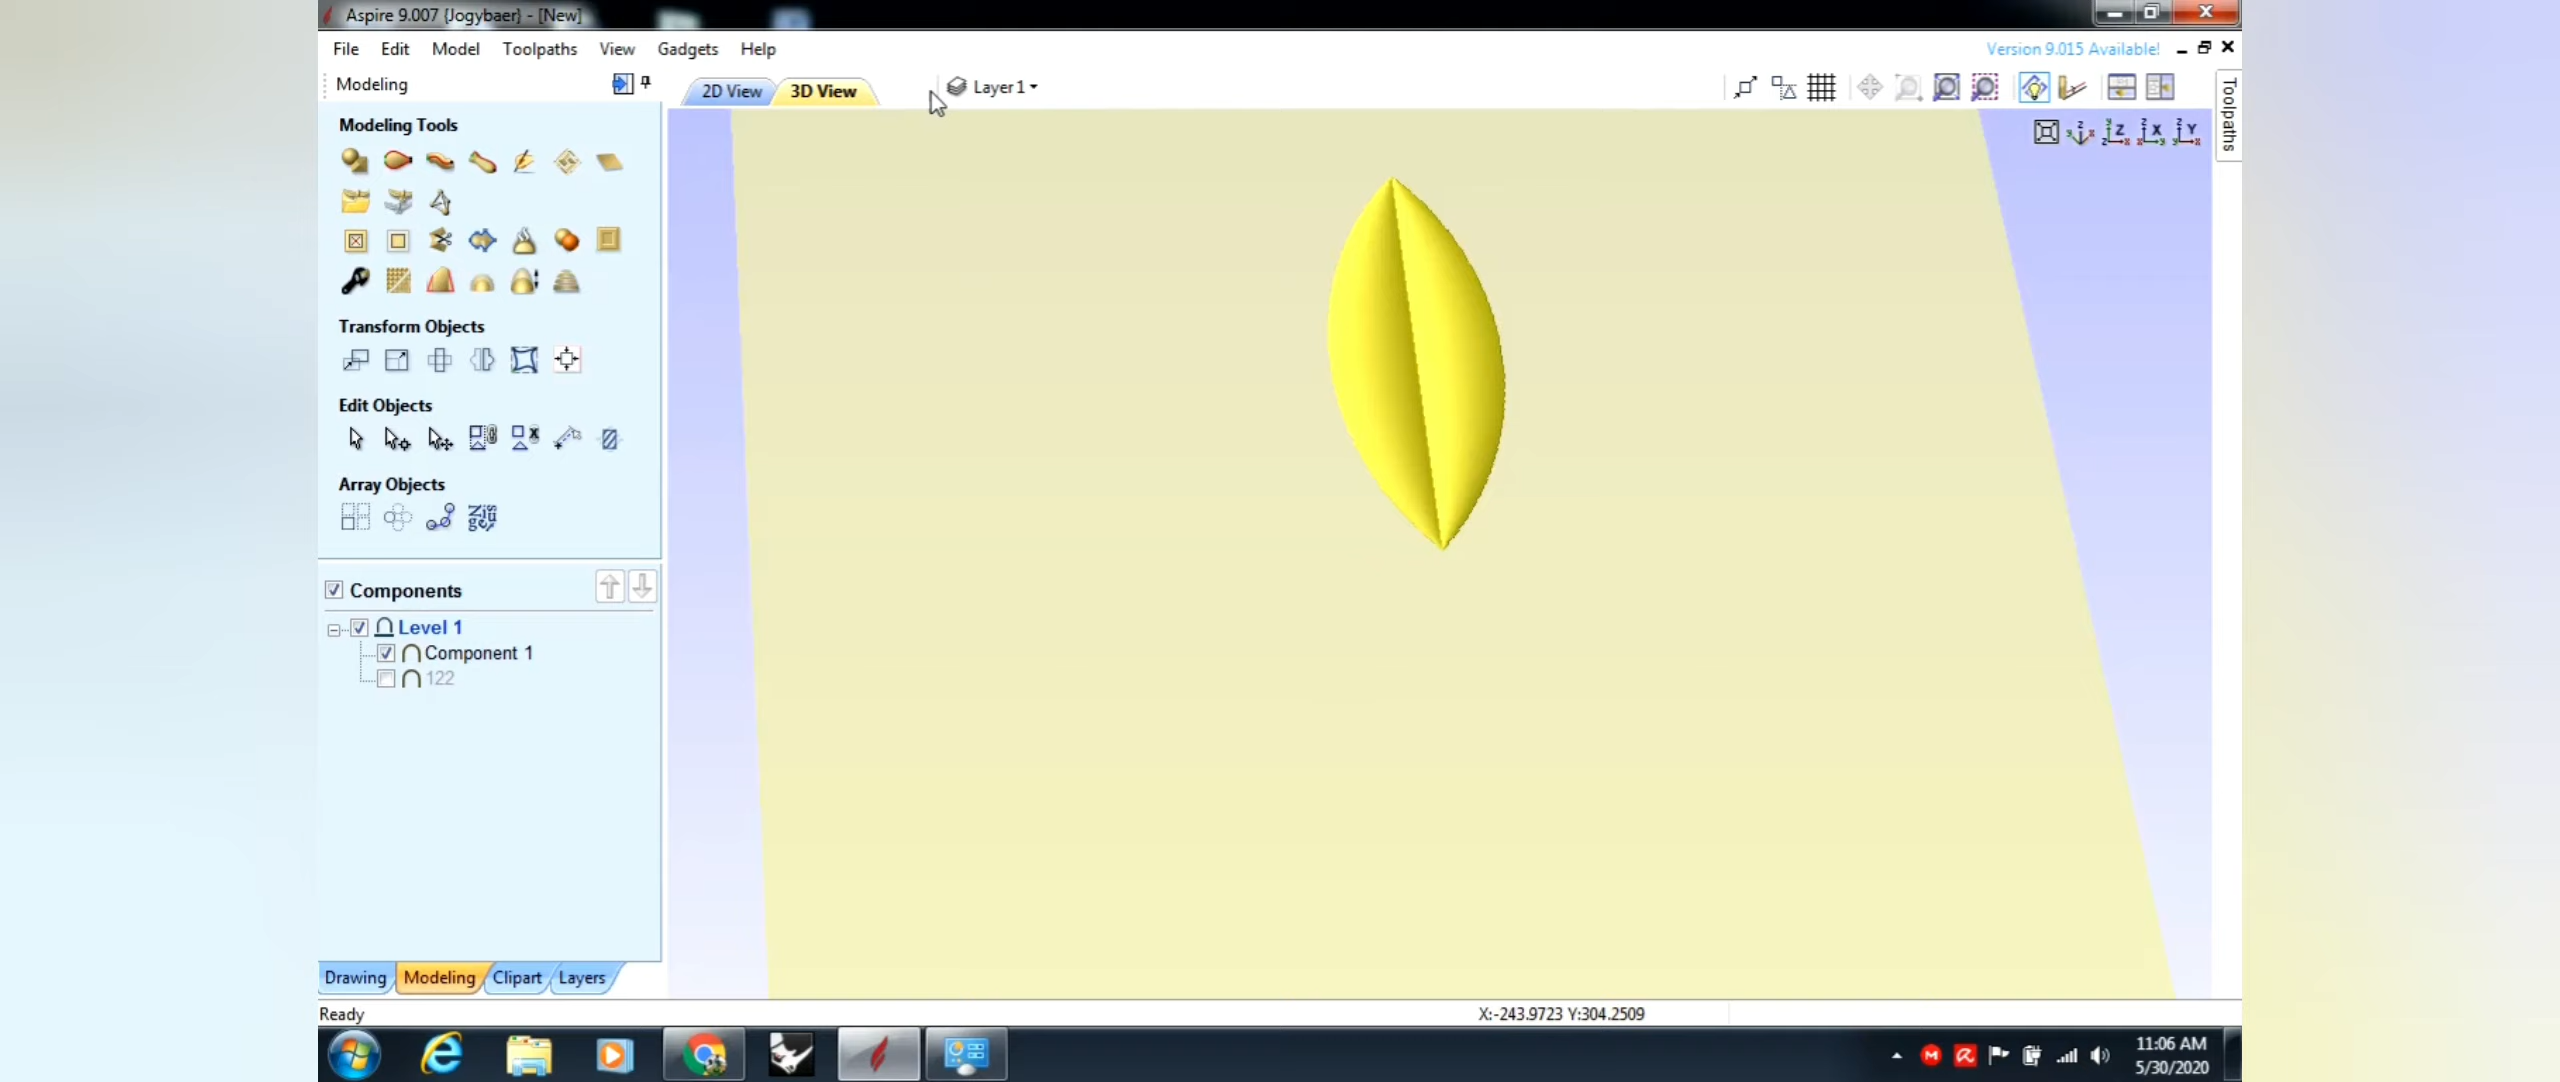 Aspire 9.007 {Jogybaer} - [New]
File Edit Model Toolpaths View Gadgets Help
Version 9.015 Available!
Modeling
2D View 3D View Layer1
Toolpaths
Modeling Tools
Transform Objects
Edit Objects
Array Objects
Components
Level 1
Component 1
122
Drawing Modeling Clipart Layers
Ready
X:-243.9723 Y:304.2509
11:06 AM
5/30/2020